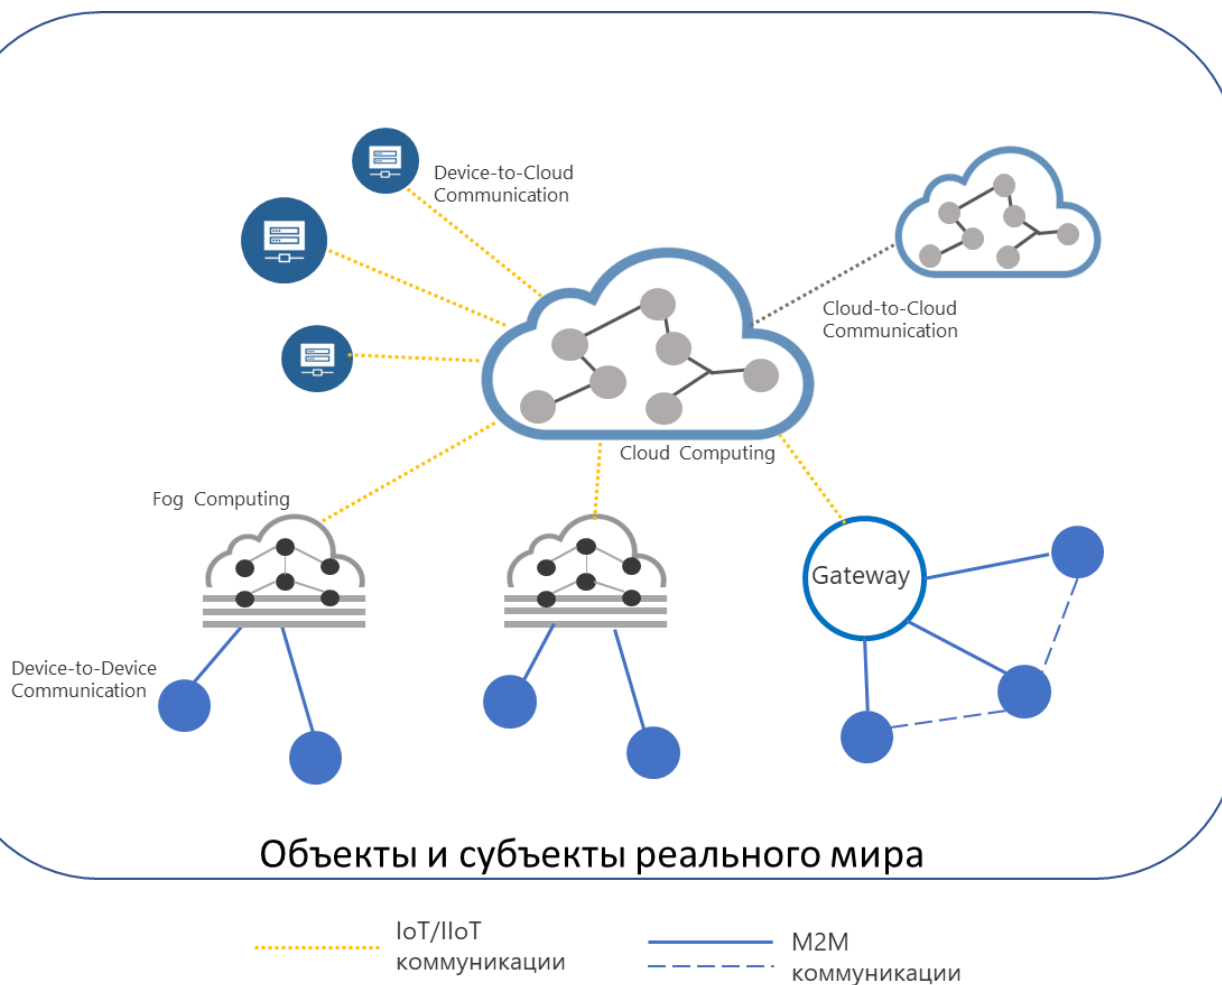 Device-to-Cloud
Communication
Cloud-to-Cloud
Communication
Cloud Computing
Fog Computing
Gateway
Device-to-Device
Communication
Объекты и субъекты реального мира
IoT/IIoT
коммуникации
M2M
коммуникации